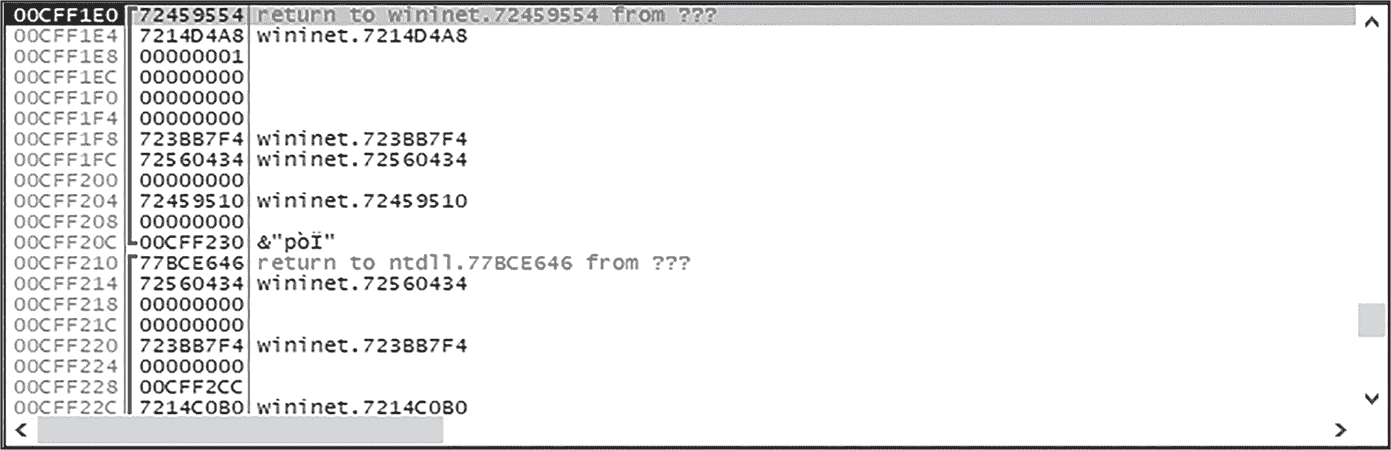 00CFF1E0 72459554 return to wininet.72459554 from ???
00CFF1E4 7214D4A8 wininet.7214D4A8
00CFF1E8 00000001
00CFF1EC 00000000
00CFF1F0 00000000
00CFF1F4 00000000
00CFF1F8 723BB7F4 wininet.723BB7F4
00CFF1FC 72560434 wininet.72560434
00CFF200 00000000
00CFF204 72459510 wininet.72459510
00CFF208 00000000
00CFF20C 00CFF230 &"pòÏ"
00CFF210 77BCE646 return to ntdll.77BCE646 from ???
00CFF214 72560434 wininet.72560434
00CFF218 00000000
00CFF21C 00000000
00CFF220 723BB7F4 wininet.723BB7F4
00CFF224 00000000
00CFF228 00CFF2CC
00CFF22C 7214C0B0 wininet.7214C0B0